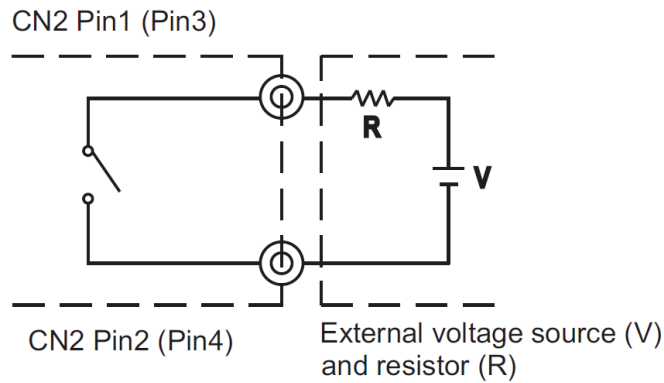 CN2 Pin1 (Pin3)
R
V
CN2 Pin2 (Pin4)
External voltage source (V)
and resistor (R)